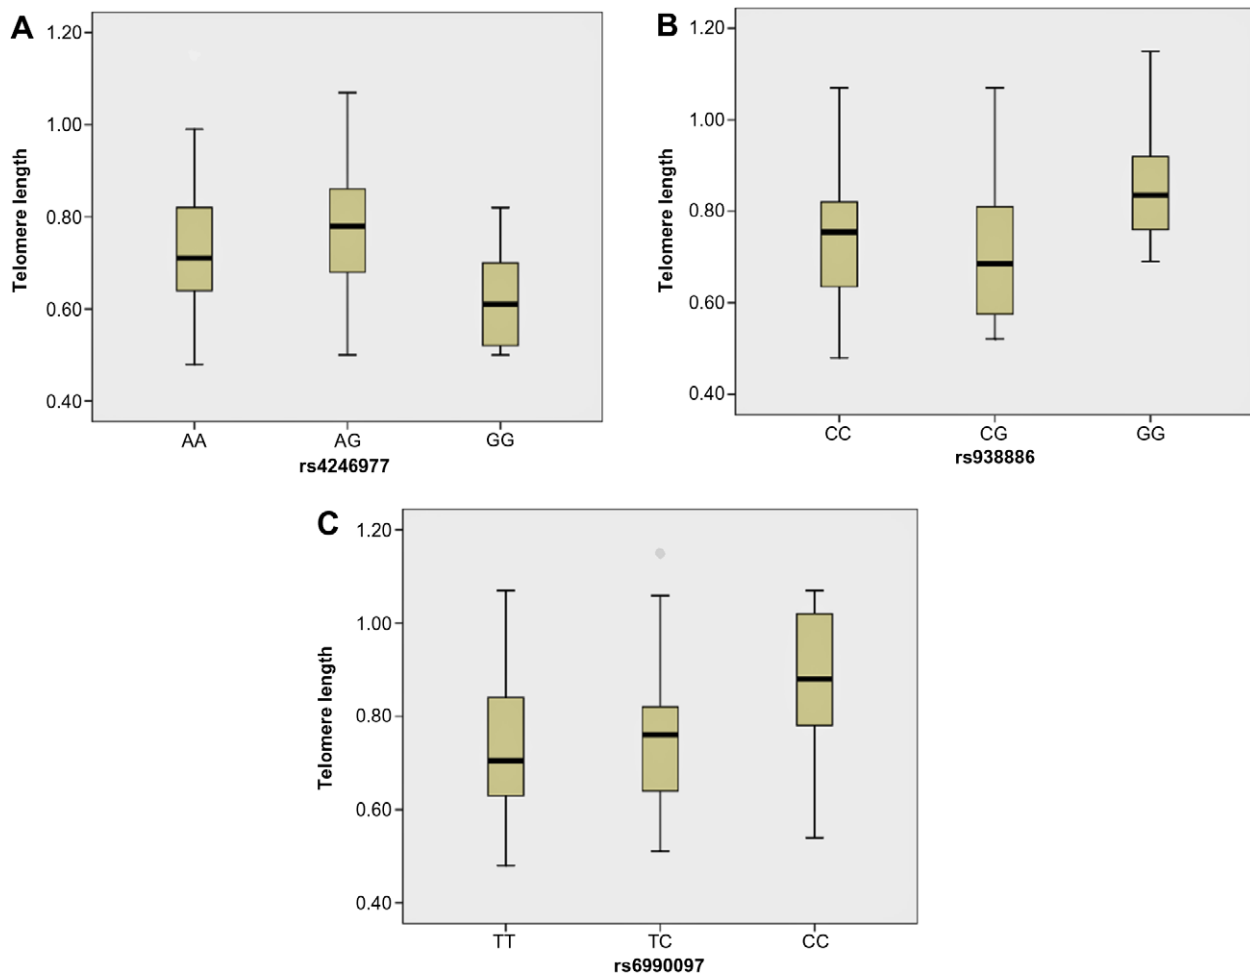 A
1.20
1.00
0.80
0.60
0.40
Telomere length
AA AG GG
rs4246977
B
1.20
1.00
0.80
0.60
0.40
Telomere length
CC CG GG
rs938886
C
1.20
1.00
0.80
0.60
0.40
Telomere length
TT TC CC
rs6990097